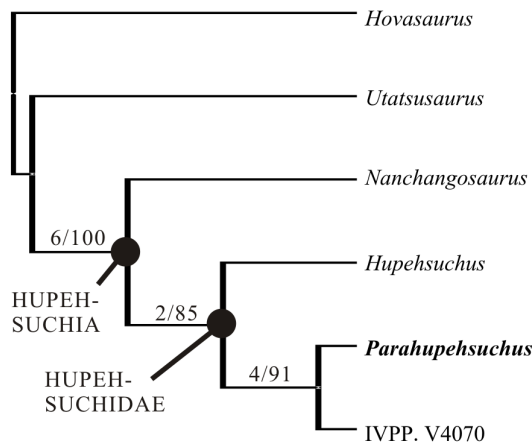 Hovasaurus
Utatsusaurus
Nanchangosaurus
6/100
HUPEH-
SUCHIA
Hupehsuchus
2/85
HUPEH-
SUCHIDAE
Parahupehsuchus
4/91
IVPP. V4070